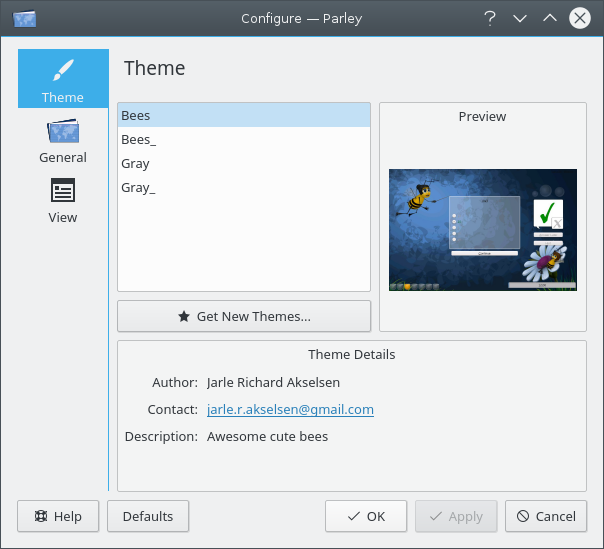 Configure — Parley
Theme
General
View
Theme
Bees
Bees_
Gray
Gray_
Get New Themes...
Preview
Theme Details
Author: Jarle Richard Akselsen
Contact: jarle.r.akselsen@gmail.com
Description: Awesome cute bees
Help
Defaults
OK
Apply
Cancel